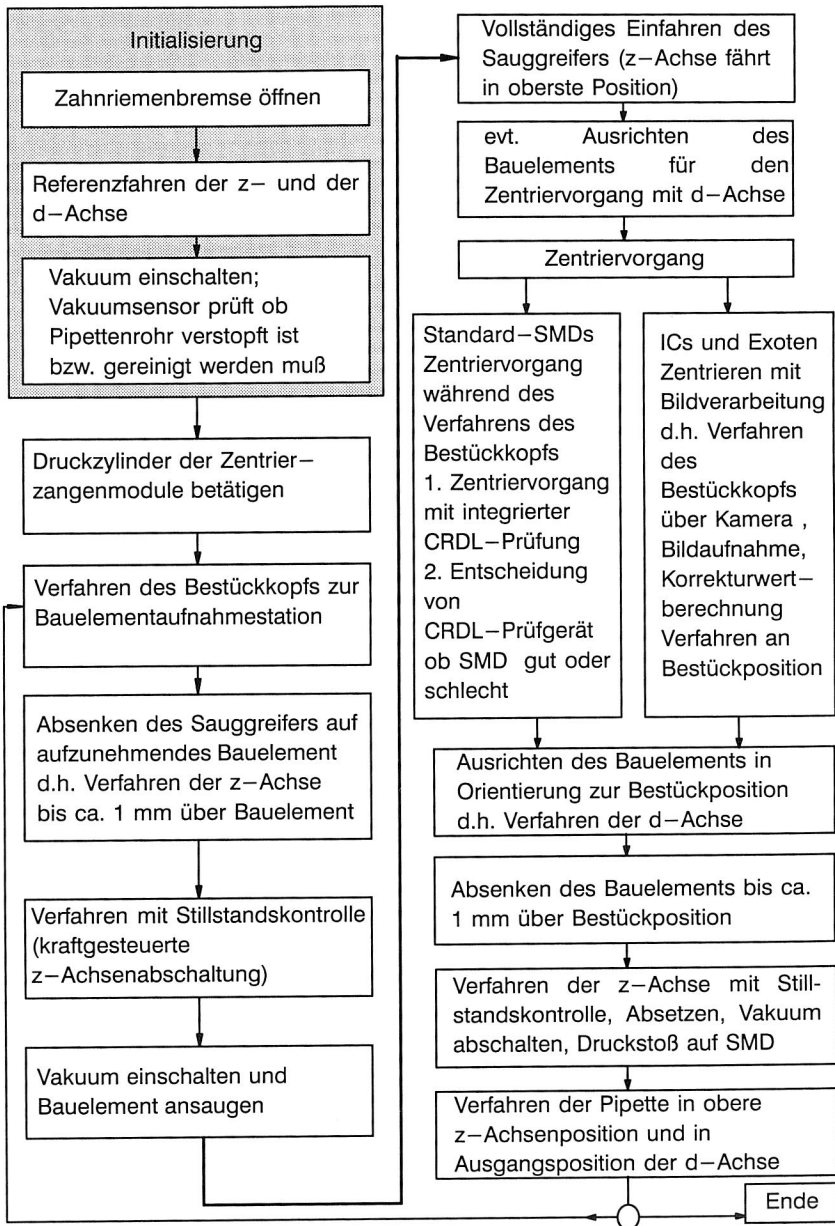 Initialisierung
Zahnriemenbremse öffnen
Referenzfahren der z– und der
d–Achse
Vakuum einschalten;
Vakuumsensor prüft ob
Pipettenrohr verstopft ist
bzw. gereinigt werden muß
Druckzylinder der Zentrier–
zangenmodule betätigen
Verfahren des Bestückkopfs zur
Bauelementaufnahmestation
Absenken des Sauggreifers auf
aufzunehmendes Bauelement
d.h. Verfahren der z–Achse
bis ca. 1 mm über Bauelement
Verfahren mit Stillstandskontrolle
(kraftgesteuerte
z–Achsenabschaltung)
Vakuum einschalten und
Bauelement ansaugen
Vollständiges Einfahren des
Sauggreifers (z–Achse fährt
in oberste Position)
evt. Ausrichten des
Bauelements für den
Zentriervorgang mit d–Achse
Zentriervorgang
Standard–SMDs
Zentriervorgang
während des
Verfahrens des
Bestückkopfs
1. Zentriervorgang
mit integrierter
CRDL–Prüfung
2. Entscheidung
von
CRDL–Prüfgerät
ob SMD gut oder
schlecht
ICs und Exoten
Zentrieren mit
Bildverarbeitung
d.h. Verfahren
des
Bestückkopfs
über Kamera ,
Bildaufnahme,
Korrekturwert–
berechnung
Verfahren an
Bestückposition
Ausrichten des Bauelements in
Orientierung zur Bestückposition
d.h. Verfahren der d–Achse
Absenken des Bauelements bis ca.
1 mm über Bestückposition
Verfahren der z–Achse mit Still-
standskontrolle, Absetzen, Vakuum
abschalten, Druckstoß auf SMD
Verfahren der Pipette in obere
z–Achsenposition und in
Ausgangsposition der d–Achse
Ende